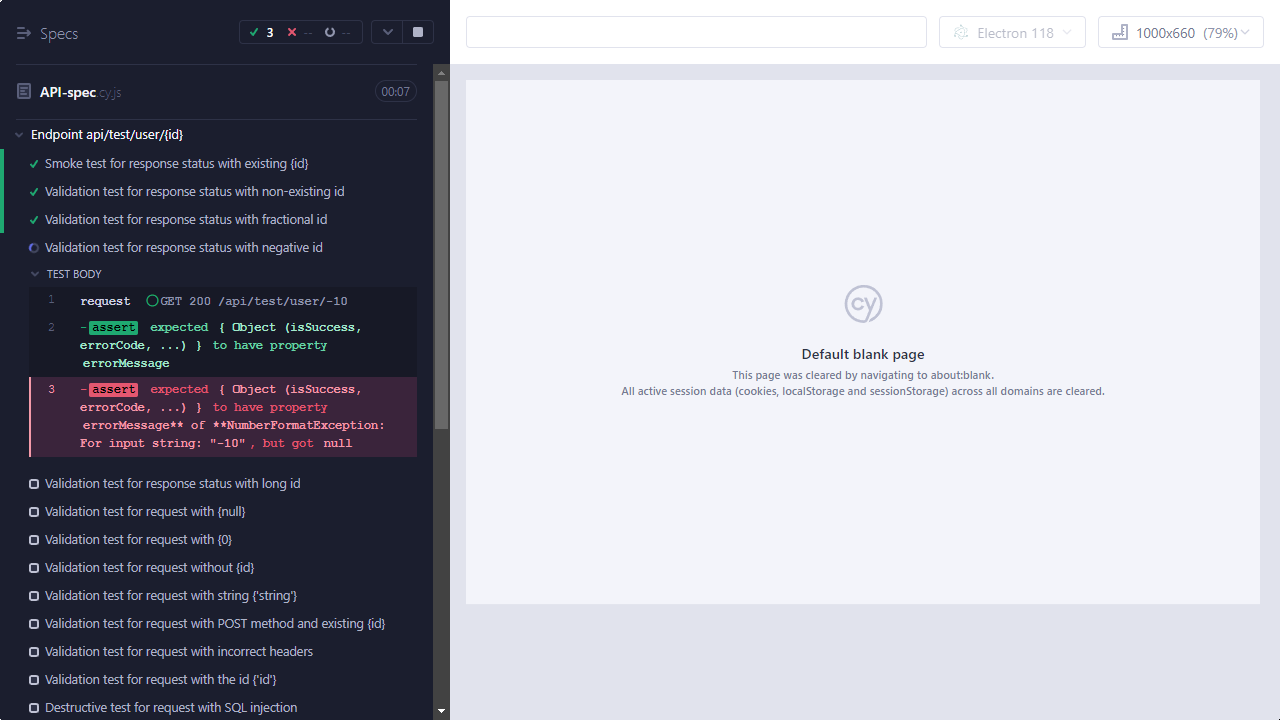 Specs
3
--
--
Electron 118
1000x660 (79%)
API-spec.cy.js
00:07
Endpoint api/test/user/{id}
Smoke test for response status with existing {id}
Validation test for response status with non-existing id
Validation test for response status with fractional id
Validation test for response status with negative id
TEST BODY
1 request GET 200 /api/test/user/-10
2 -assert expected { Object (isSuccess,
errorCode, ...) } to have property
errorMessage
3 -assert expected { Object (isSuccess,
errorCode, ...) } to have property
errorMessage** of **NumberFormatException:
For input string: "-10", but got null
Validation test for response status with long id
Validation test for request with {null}
Validation test for request with {0}
Validation test for request without {id}
Validation test for request with string {'string'}
Validation test for request with POST method and existing {id}
Validation test for request with incorrect headers
Validation test for request with the id {'id'}
Destructive test for request with SQL injection
cy
Default blank page
This page was cleared by navigating to about:blank.
All active session data (cookies, localStorage and sessionStorage) across all domains are cleared.